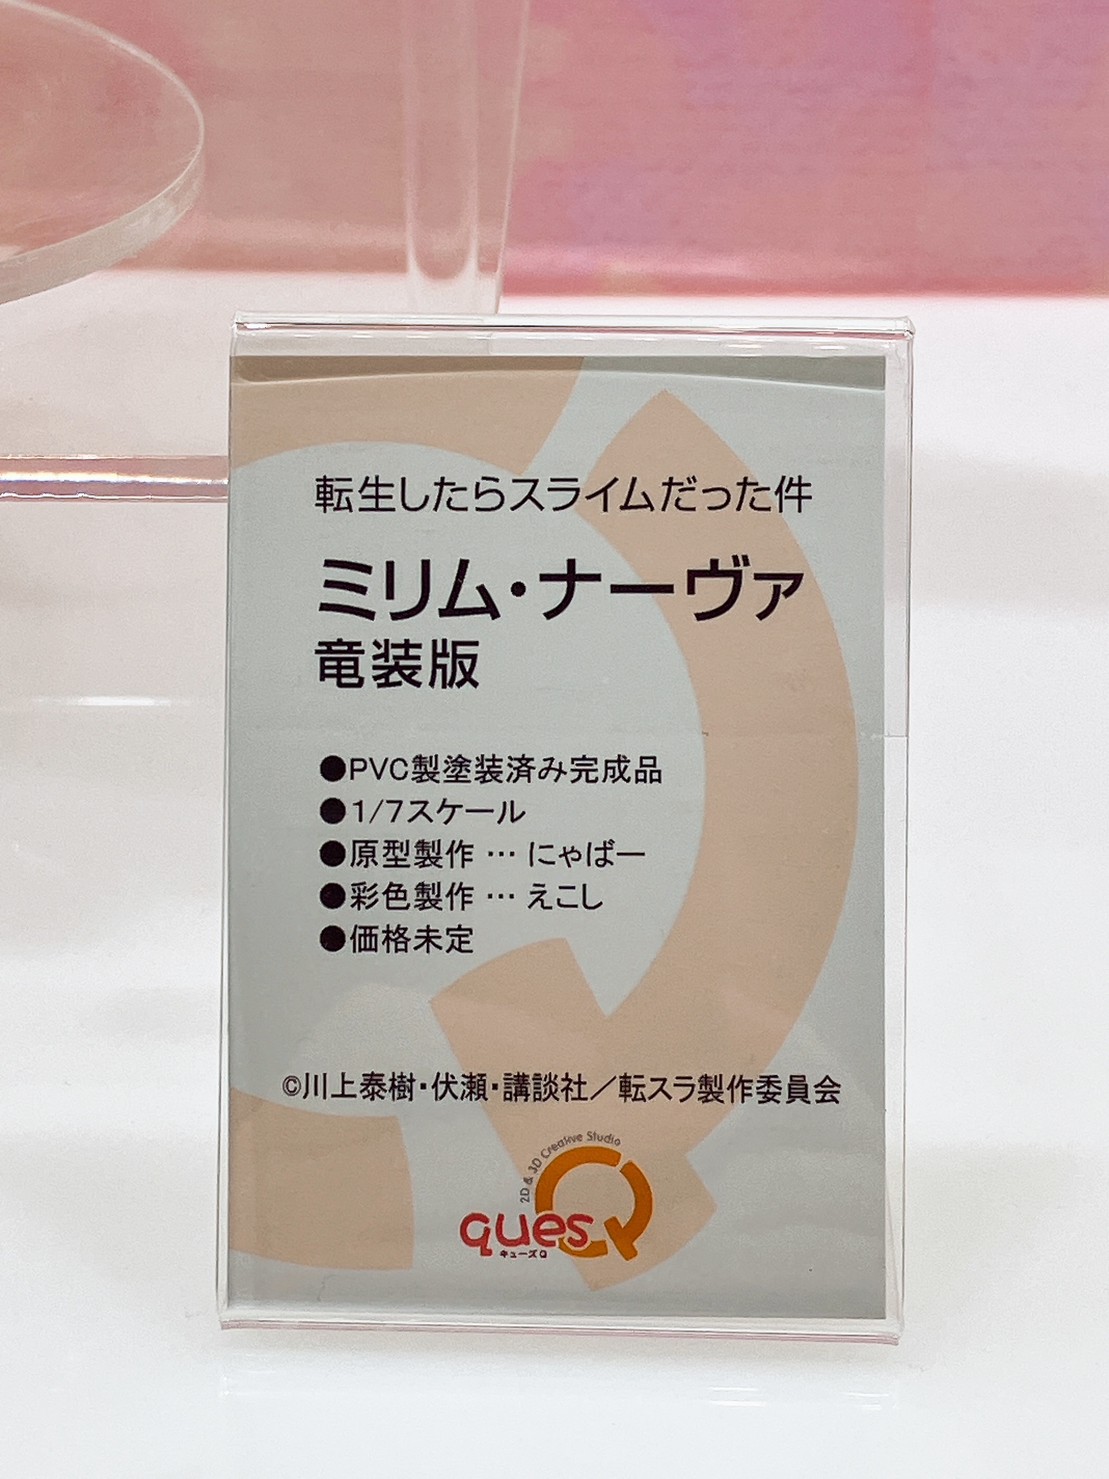 転生したらスライムだった件
ミリム・ナーヴァ
竜装版
●PVC製塗装済み完成品
●1/7スケール
●原型製作 … にゃばー
●彩色製作 … えこし
●価格未定
©川上泰樹・伏瀬・講談社／転スラ製作委員会
2D & 3D Creative Studio
quesQ
キューズQ